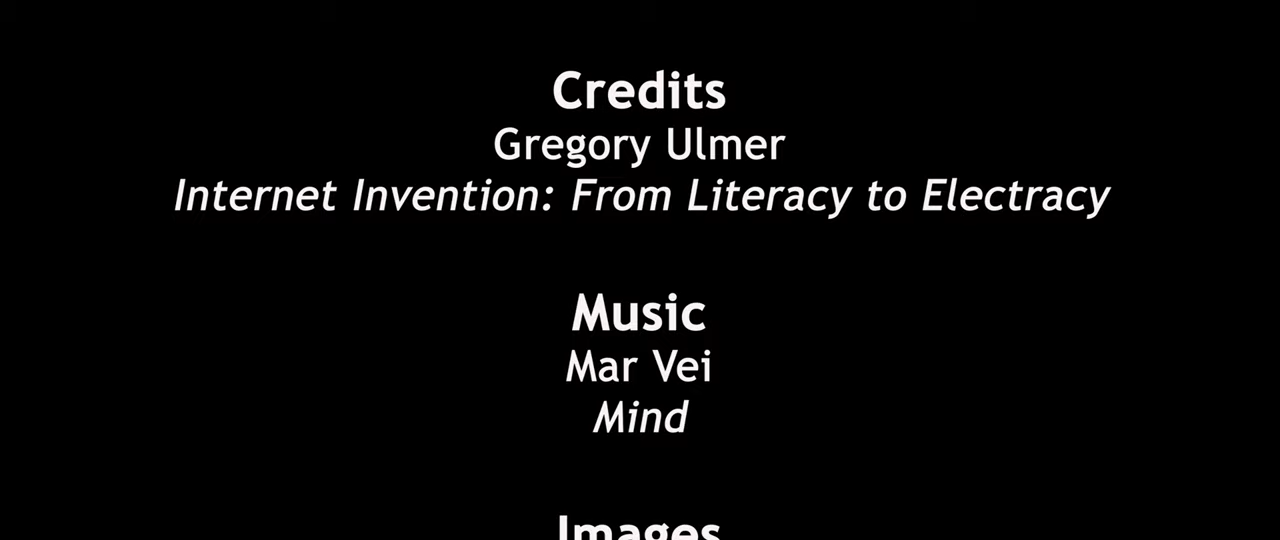 Credits
Gregory Ulmer
Internet Invention: From Literacy to Electracy
Music
Mar Vei
Mind
Images